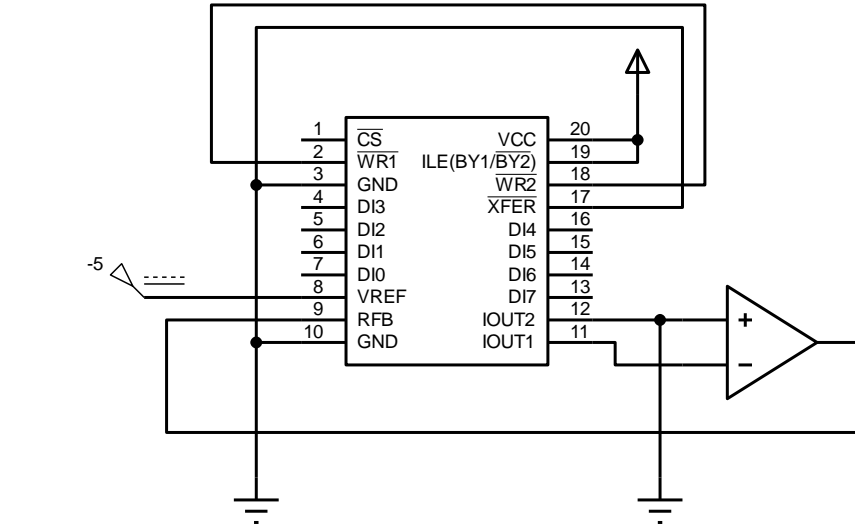 1 CS VCC 20
2 WR1 ILE(BY1/BY2) 19
3 GND WR2 18
4 DI3 XFER 17
5 DI2 DI4 16
6 DI1 DI5 15
7 DI0 DI6 14
8 VREF DI7 13
9 RFB IOUT2 12
10 GND IOUT1 11
-5
+
−